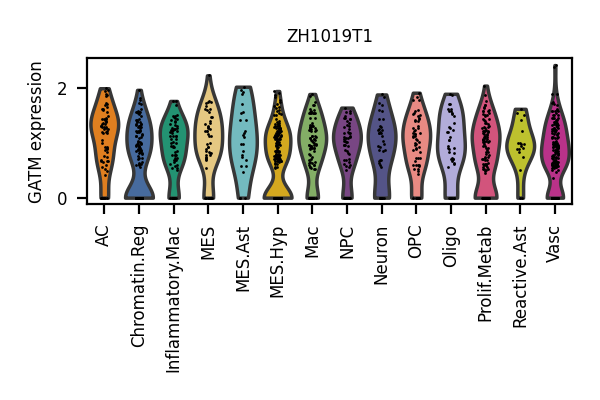 ZH1019T1
GATM expression
2
0
AC
Chromatin.Reg
Inflammatory.Mac
MES
MES.Ast
MES.Hyp
Mac
NPC
Neuron
OPC
Oligo
Prolif.Metab
Reactive.Ast
Vasc